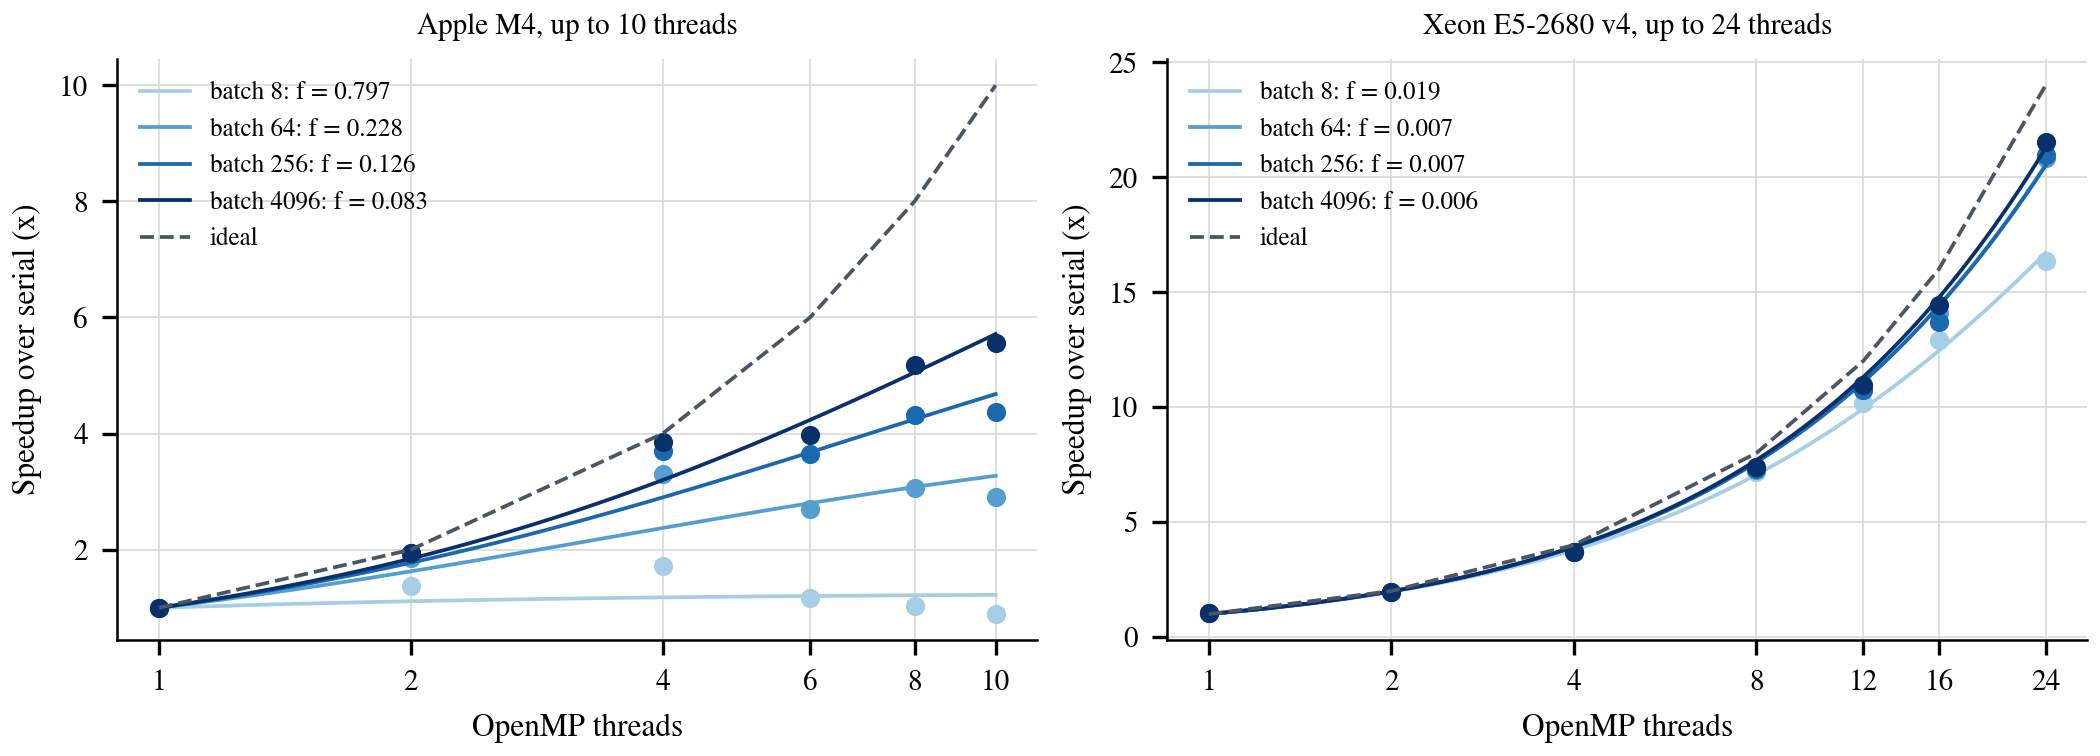 Apple M4, up to 10 threads
Speedup over serial (x)
10
8
6
4
2
batch 8: f = 0.797
batch 64: f = 0.228
batch 256: f = 0.126
batch 4096: f = 0.083
ideal
1 2 4 6 8 10
OpenMP threads
Xeon E5-2680 v4, up to 24 threads
Speedup over serial (x)
25
20
15
10
5
0
batch 8: f = 0.019
batch 64: f = 0.007
batch 256: f = 0.007
batch 4096: f = 0.006
ideal
1 2 4 8 12 16 24
OpenMP threads